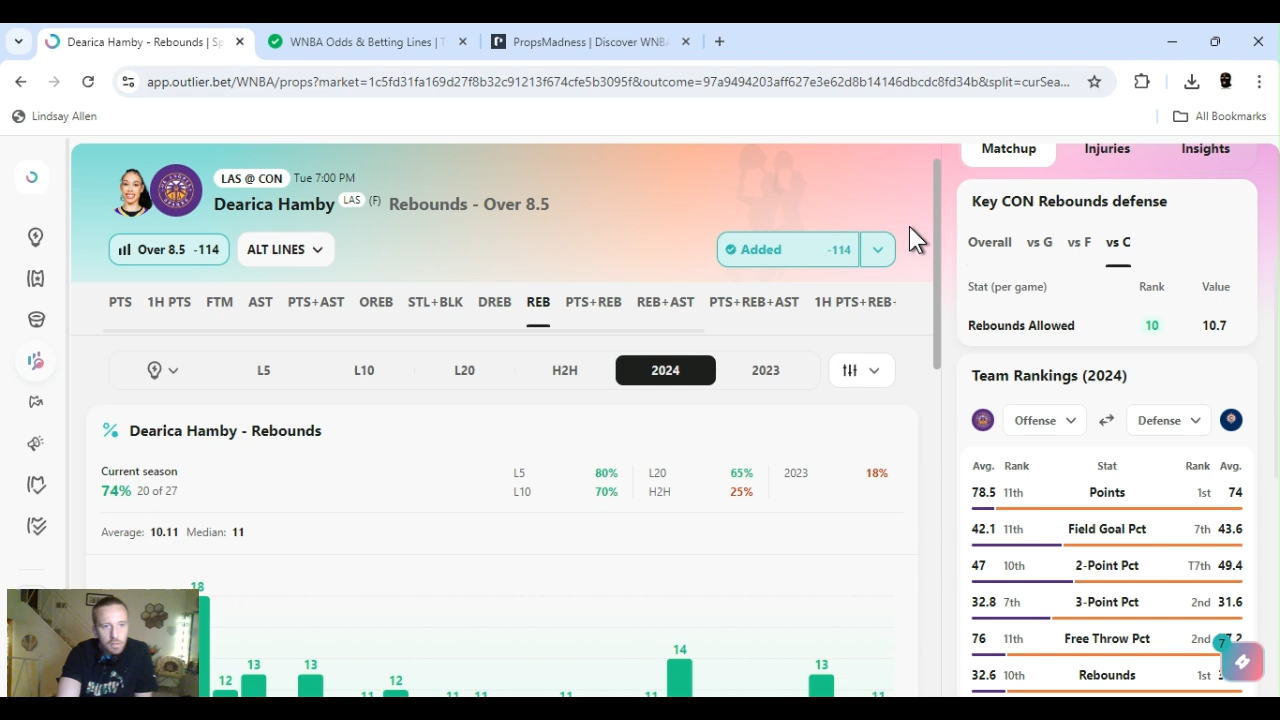 Dearica Hamby - Rebounds | Sp
WNBA Odds & Betting Lines | T
PropsMadness | Discover WNBA
app.outlier.bet/WNBA/props?market=1c5fd31fa169d27f8b32c91213f674cfe5b3095f&outcome=97a9494203aff627e3e62d8b14146dbcdc8fd34b&split=curSea...
Lindsay Allen
All Bookmarks
LAS @ CON Tue 7:00 PM
Dearica Hamby LAS (F) Rebounds - Over 8.5
Over 8.5 -114 ALT LINES
Added -114
PTS 1H PTS FTM AST PTS+AST OREB STL+BLK DREB REB PTS+REB REB+AST PTS+REB+AST 1H PTS+REB-
L5 L10 L20 H2H 2024 2023
Dearica Hamby - Rebounds
Current season
74% 20 of 27
L5 80% L20 65% 2023 18%
L10 70% H2H 25%
Average: 10.11 Median: 11
18
12 13 13 12 11 11 11 11 14 13 11
Matchup Injuries Insights
Key CON Rebounds defense
Overall vs G vs F vs C
Stat (per game) Rank Value
Rebounds Allowed 10 10.7
Team Rankings (2024)
Offense Defense
Avg. Rank Stat Rank Avg.
78.5 11th Points 1st 74
42.1 11th Field Goal Pct 7th 43.6
47 10th 2-Point Pct T7th 49.4
32.8 7th 3-Point Pct 2nd 31.6
76 11th Free Throw Pct 2nd 7.2
7
32.6 10th Rebounds 1st